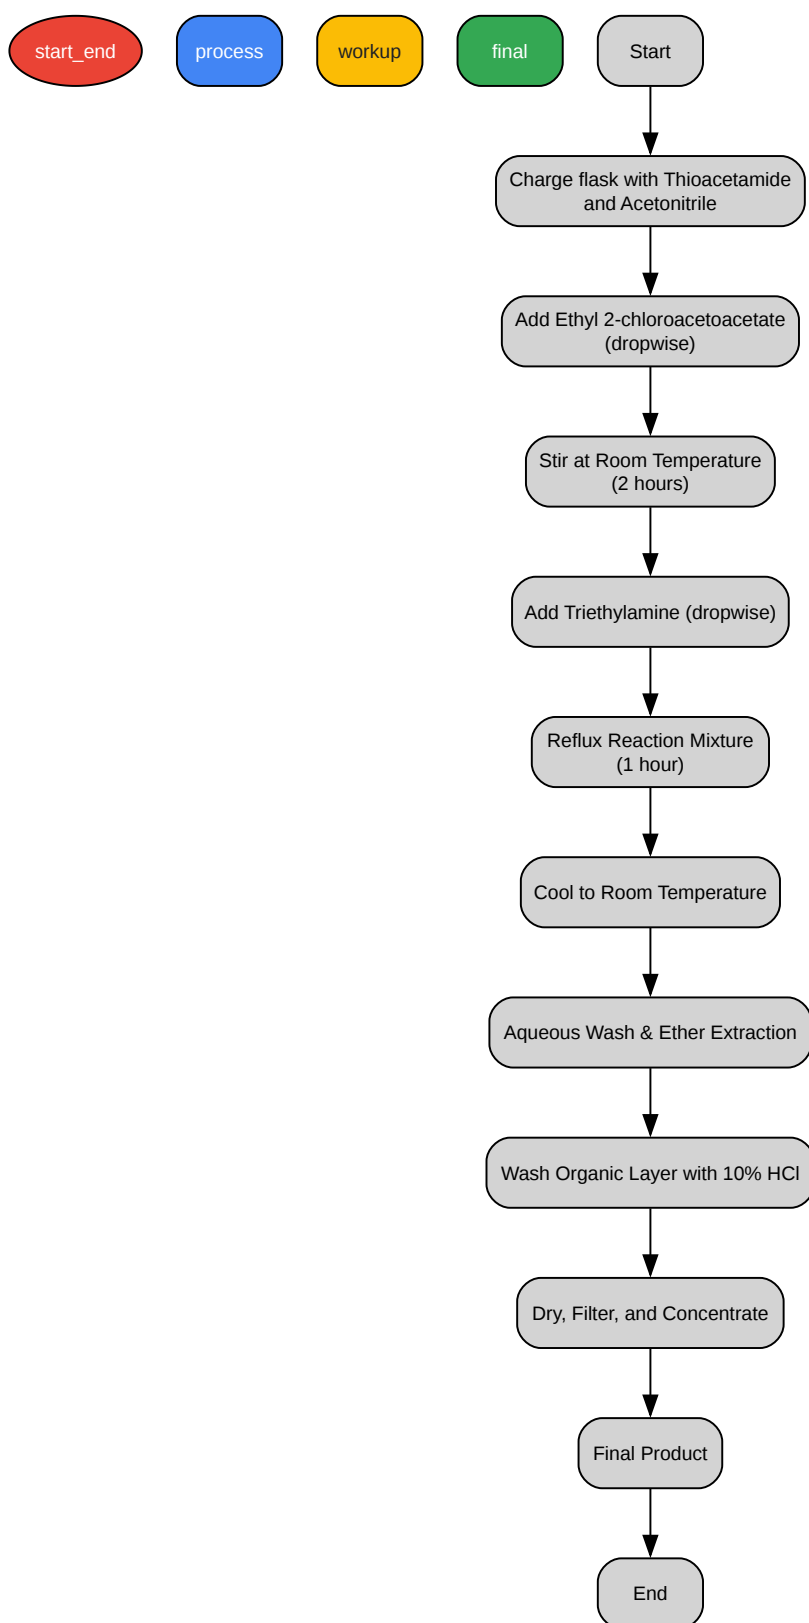 start_end
process
workup
final
Start
Charge flask with Thioacetamide
and Acetonitrile
Add Ethyl 2-chloroacetoacetate
(dropwise)
Stir at Room Temperature
(2 hours)
Add Triethylamine (dropwise)
Reflux Reaction Mixture
(1 hour)
Cool to Room Temperature
Aqueous Wash & Ether Extraction
Wash Organic Layer with 10% HCl
Dry, Filter, and Concentrate
Final Product
End